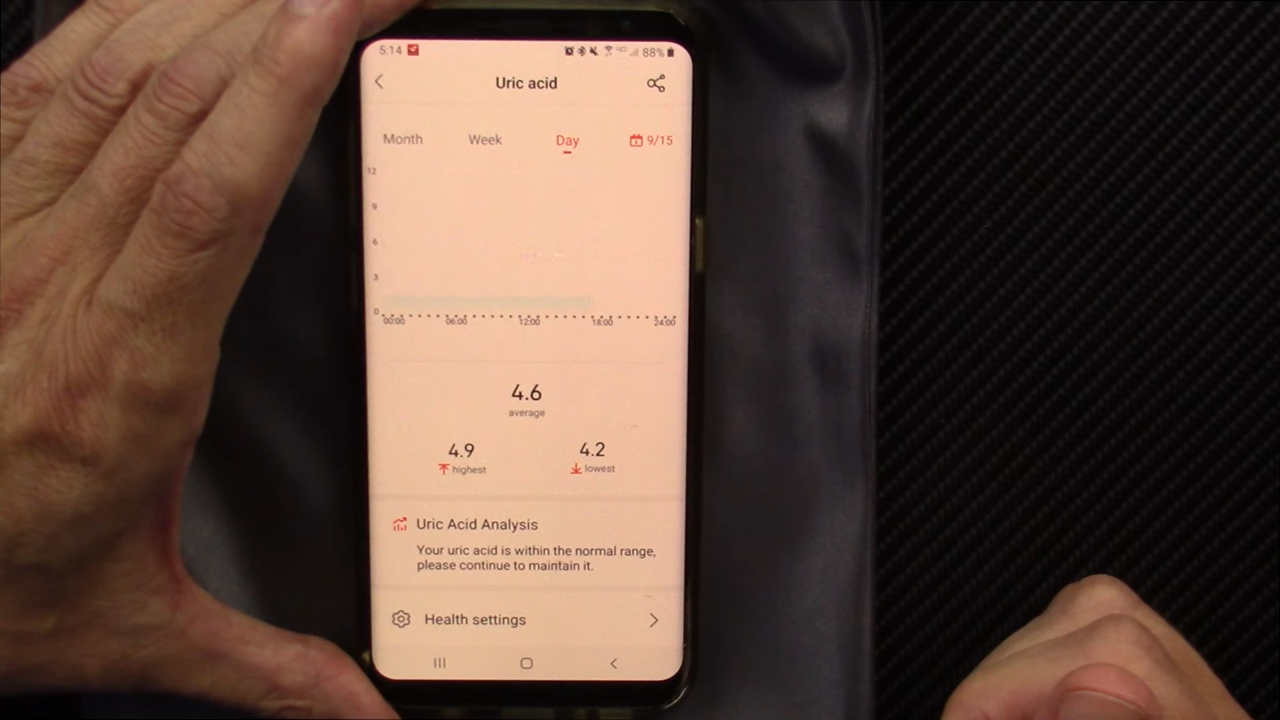 5:14 88%
Uric acid
Month Week Day 9/15
12
9
6
3
0
00:00 06:00 12:00 18:00 24:00
4.6
average
4.9 4.2
highest lowest
Uric Acid Analysis
Your uric acid is within the normal range,
please continue to maintain it.
Health settings